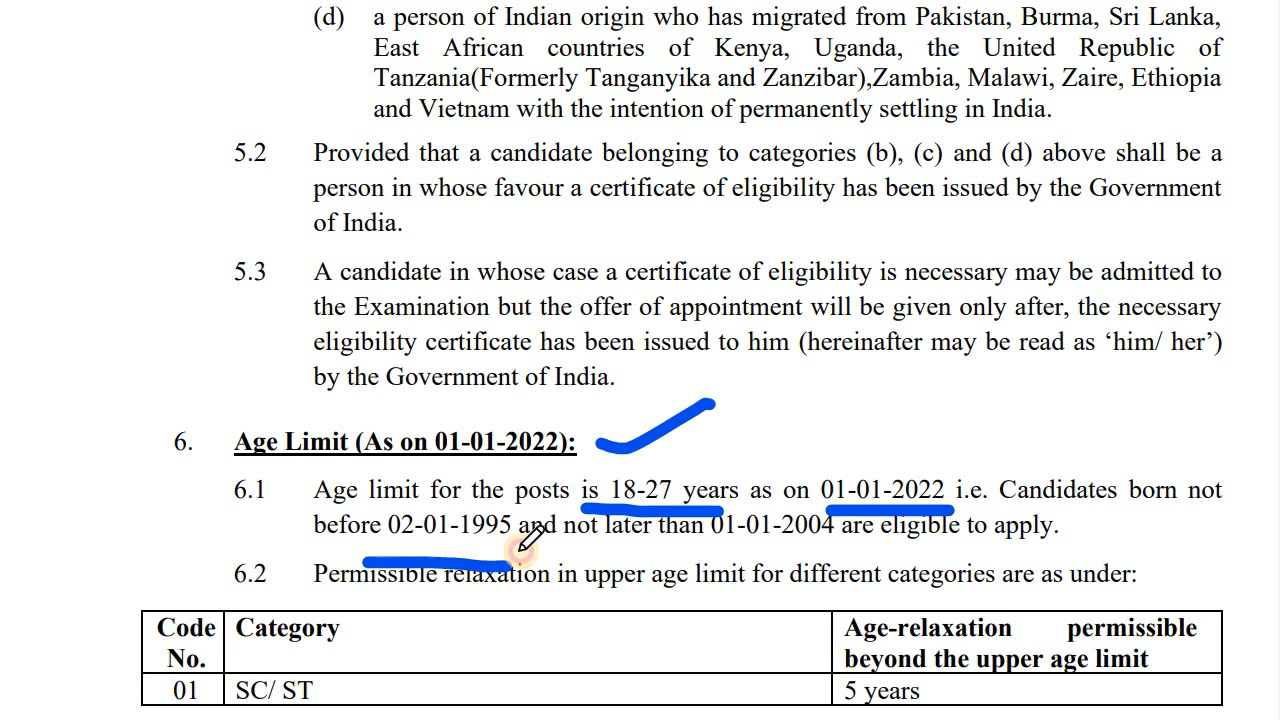 (d) a person of Indian origin who has migrated from Pakistan, Burma, Sri Lanka,
East African countries of Kenya, Uganda, the United Republic of
Tanzania(Formerly Tanganyika and Zanzibar),Zambia, Malawi, Zaire, Ethiopia
and Vietnam with the intention of permanently settling in India.
5.2 Provided that a candidate belonging to categories (b), (c) and (d) above shall be a
person in whose favour a certificate of eligibility has been issued by the Government
of India.
5.3 A candidate in whose case a certificate of eligibility is necessary may be admitted to
the Examination but the offer of appointment will be given only after, the necessary
eligibility certificate has been issued to him (hereinafter may be read as ‘him/ her’)
by the Government of India.
6. Age Limit (As on 01-01-2022):
6.1 Age limit for the posts is 18-27 years as on 01-01-2022 i.e. Candidates born not
before 02-01-1995 and not later than 01-01-2004 are eligible to apply.
6.2 Permissible relaxation in upper age limit for different categories are as under:
Code Category Age-relaxation permissible
No. beyond the upper age limit
01 SC/ ST 5 years